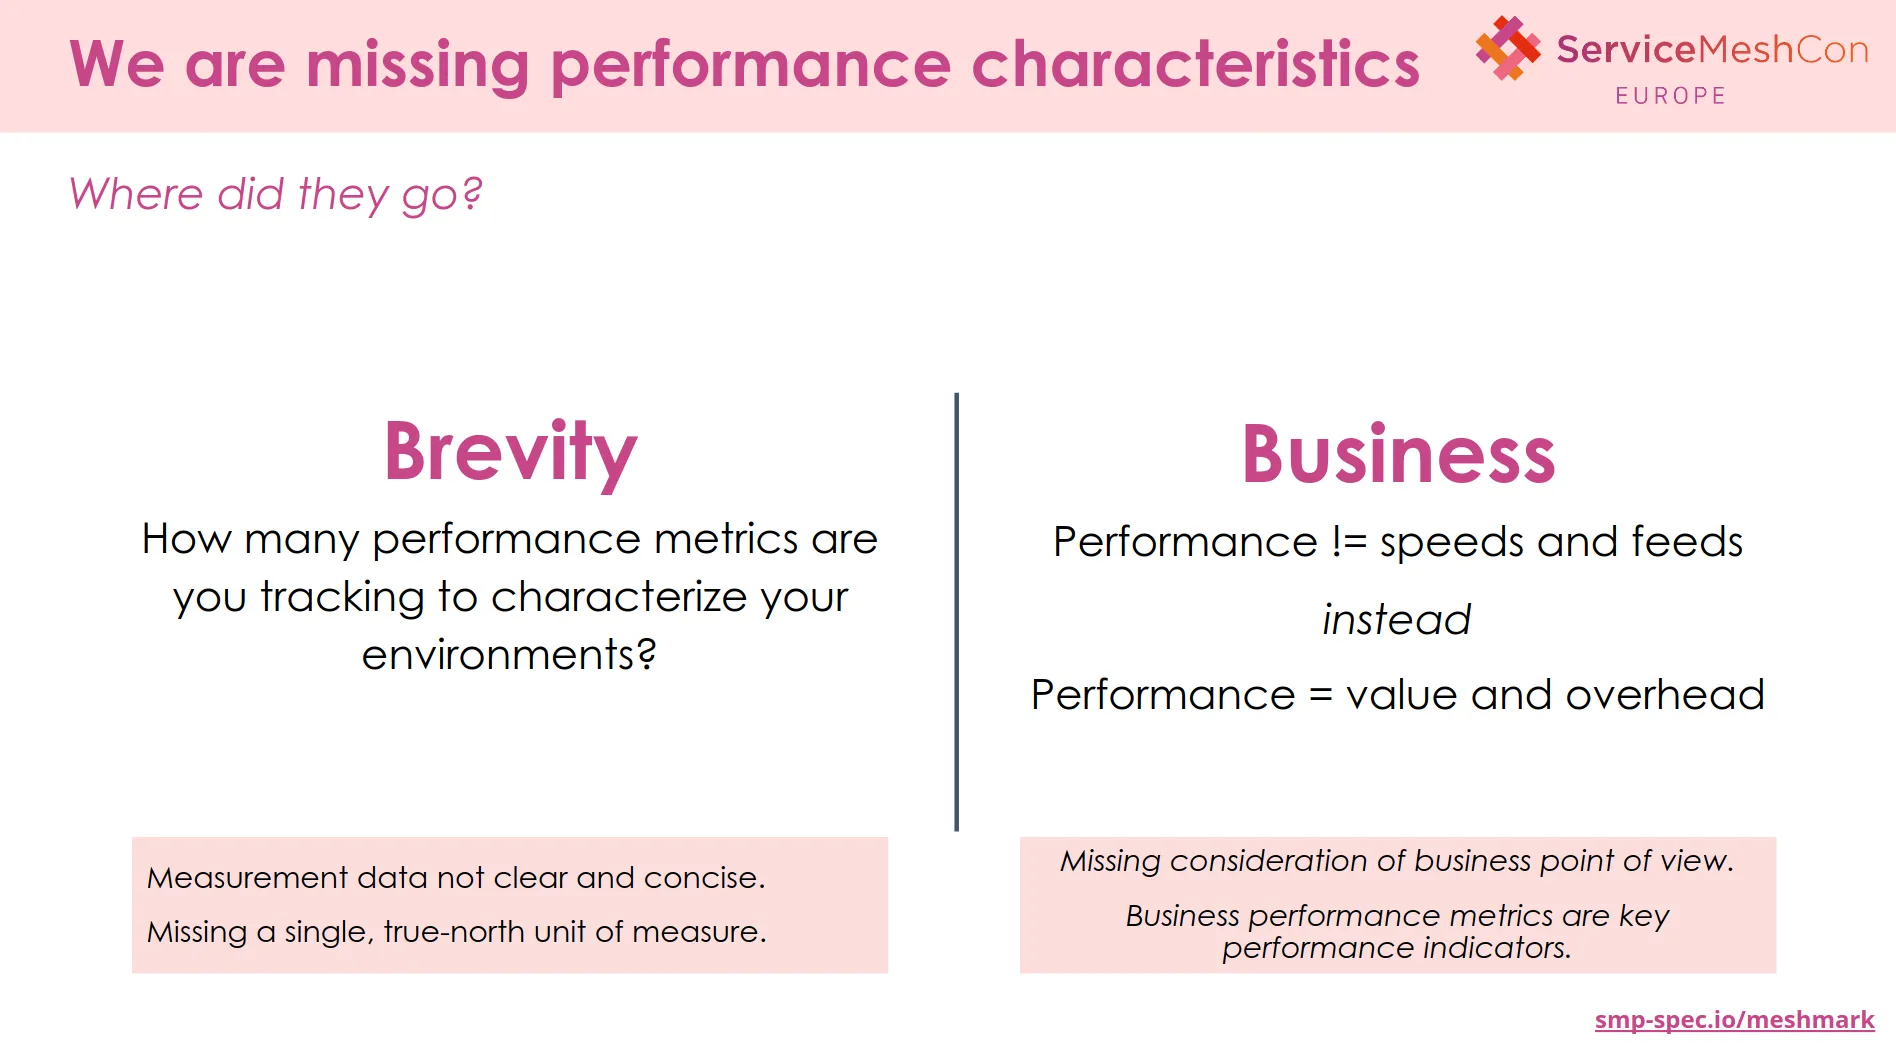 We are missing performance characteristics
ServiceMeshCon
EUROPE
Where did they go?
Brevity
How many performance metrics are
you tracking to characterize your
environments?
Measurement data not clear and concise.
Missing a single, true-north unit of measure.
Business
Performance != speeds and feeds
instead
Performance = value and overhead
Missing consideration of business point of view.
Business performance metrics are key
performance indicators.
smp-spec.io/meshmark